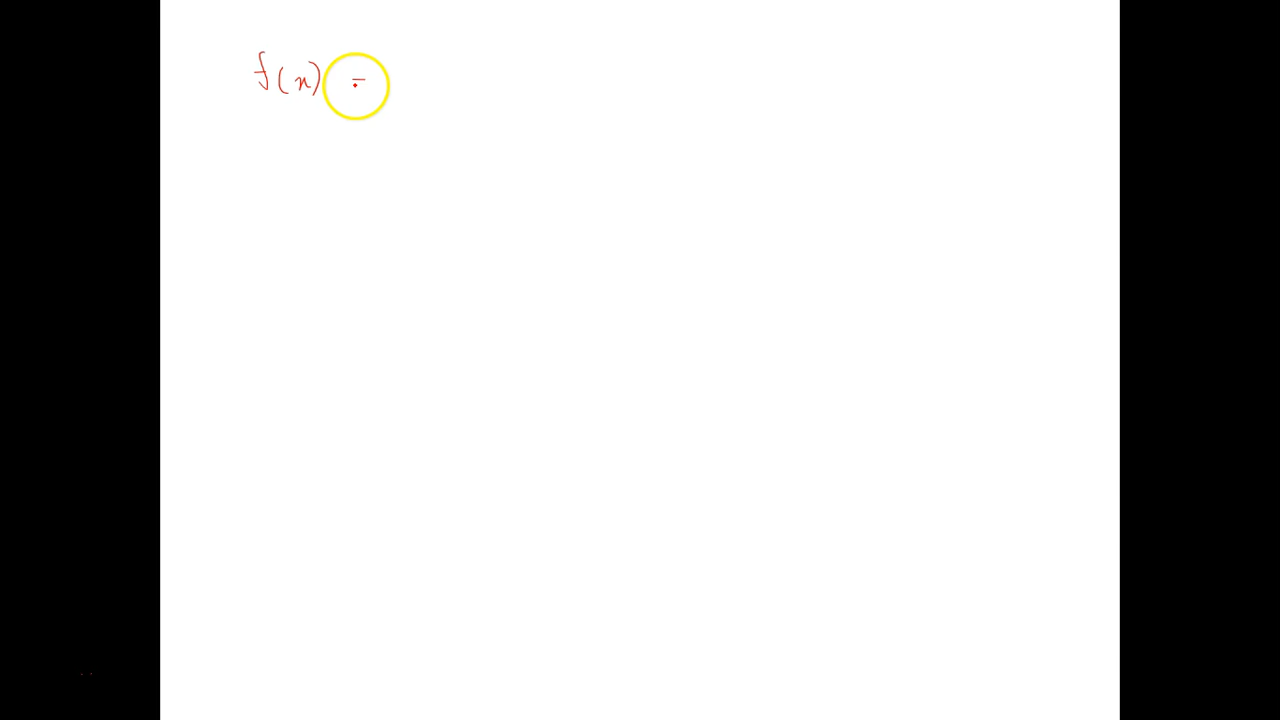 f(x) =